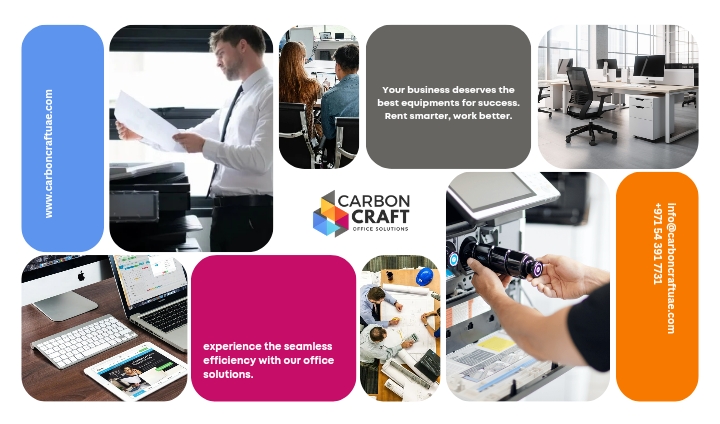 www.carboncraftuae.com
Your business deserves the
best equipments for success.
Rent smarter, work better.
CARBON
CRAFT
OFFICE SOLUTIONS
info@carboncraftuae.com
+971 54 391 7731
experience the seamless
efficiency with our office
solutions.